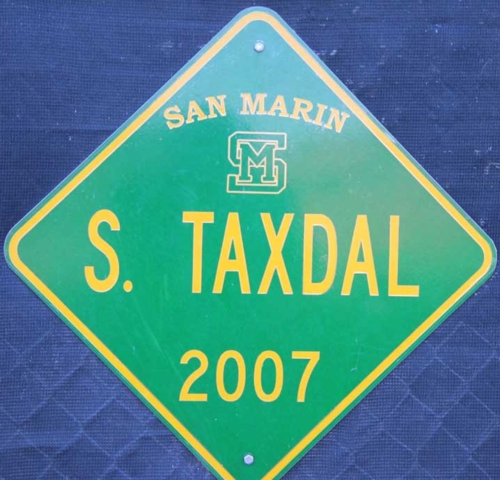 SAN MARIN
SM
S. TAXDAL
2007